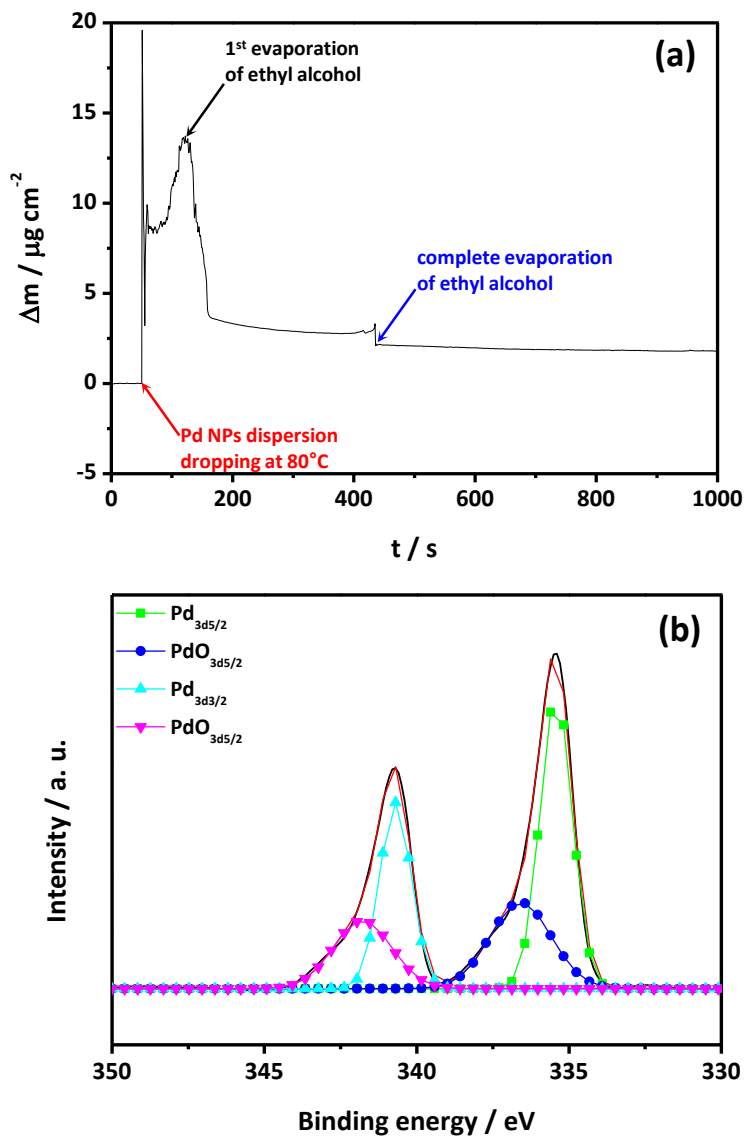 (a)
20
15
10
5
0
-5
Δm / μg cm⁻²
1st evaporation
of ethyl alcohol
complete evaporation
of ethyl alcohol
Pd NPs dispersion
dropping at 80°C
0
200
400
600
800
1000
t / s
(b)
Pd3d5/2
PdO3d5/2
Pd3d3/2
PdO3d5/2
Intensity / a. u.
350
345
340
335
330
Binding energy / eV